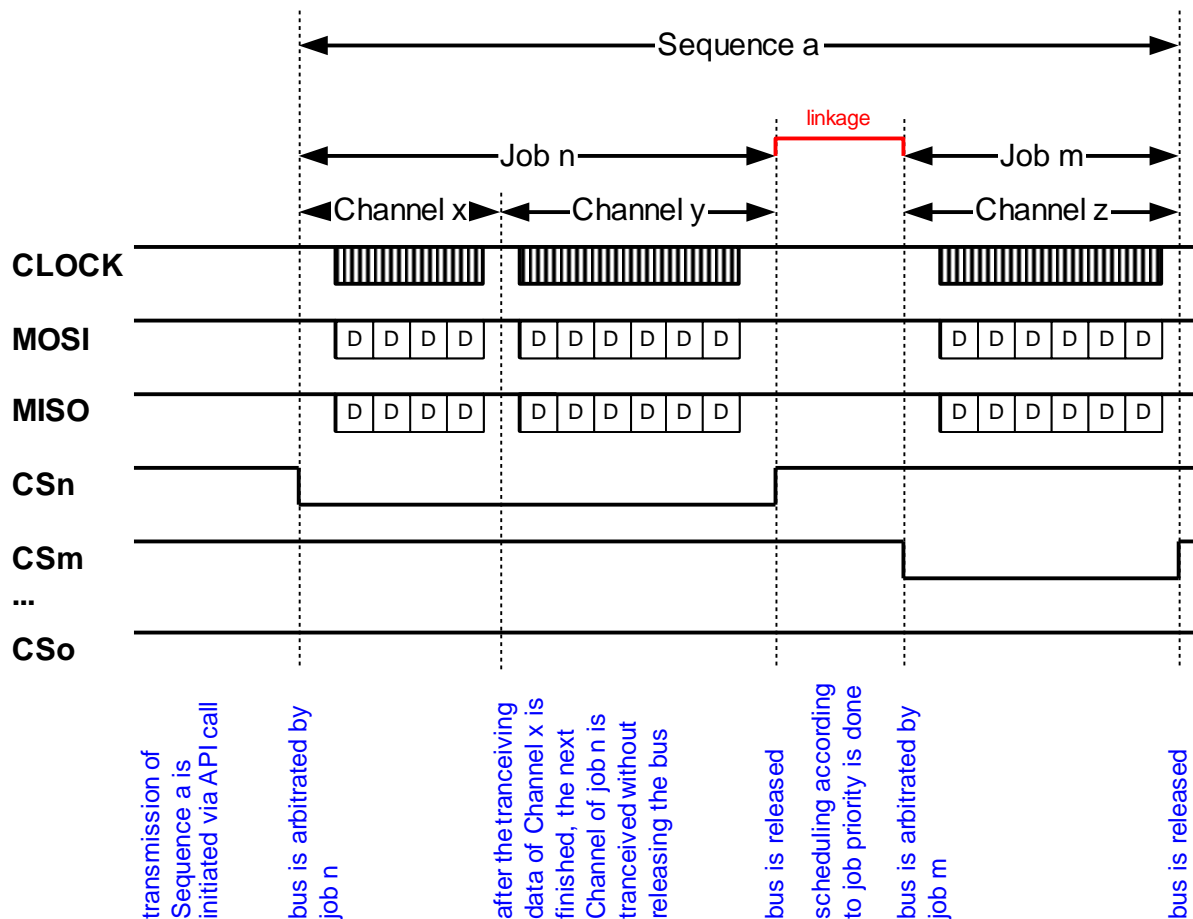 Sequence a
linkage
Job n
Job m
Channel x
Channel y
Channel z
CLOCK
MOSI
D D D D
D D D D D D
D D D D D D
MISO
D D D D
D D D D D D
D D D D D D
CSn
CSm
...
CSo
transmission of
Sequence a is
initiated via API call
bus is arbitrated by
job n
after the tranceiving
data of Channel x is
finished, the next
Channel of job n is
tranceived without
releasing the bus
bus is released
scheduling according
to job priority is done
bus is arbitrated by
job m
bus is released